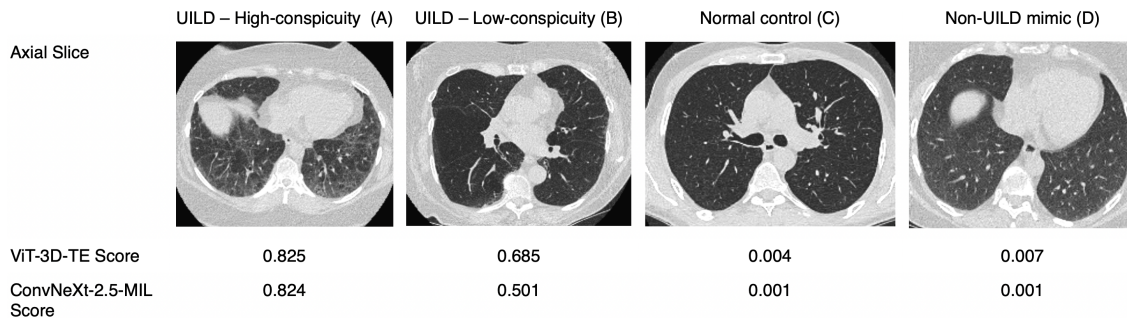 UILD – High-conspicuity (A) UILD – Low-conspicuity (B) Normal control (C) Non-UILD mimic (D)
Axial Slice
ViT-3D-TE Score 0.825 0.685 0.004 0.007
ConvNeXt-2.5-MIL 0.824 0.501 0.001 0.001
Score